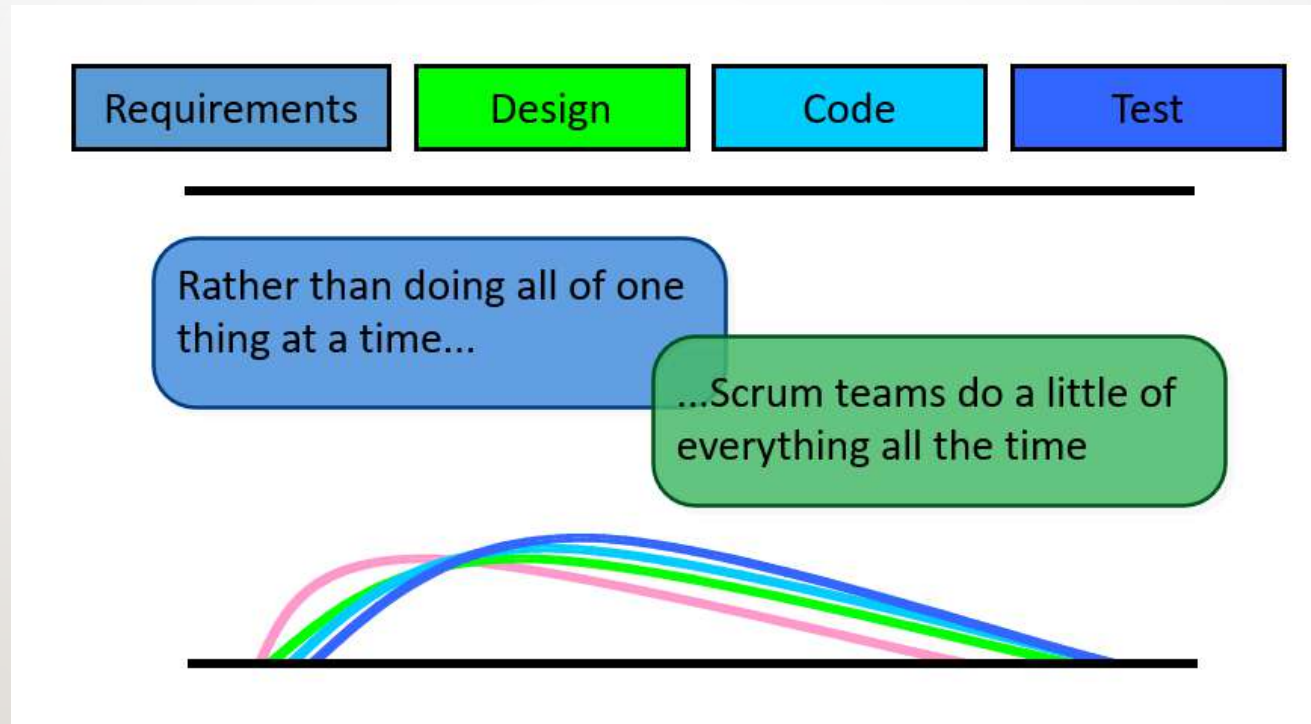 Requirements
Design
Code
Test
Rather than doing all of one
thing at a time...
...Scrum teams do a little of
everything all the time